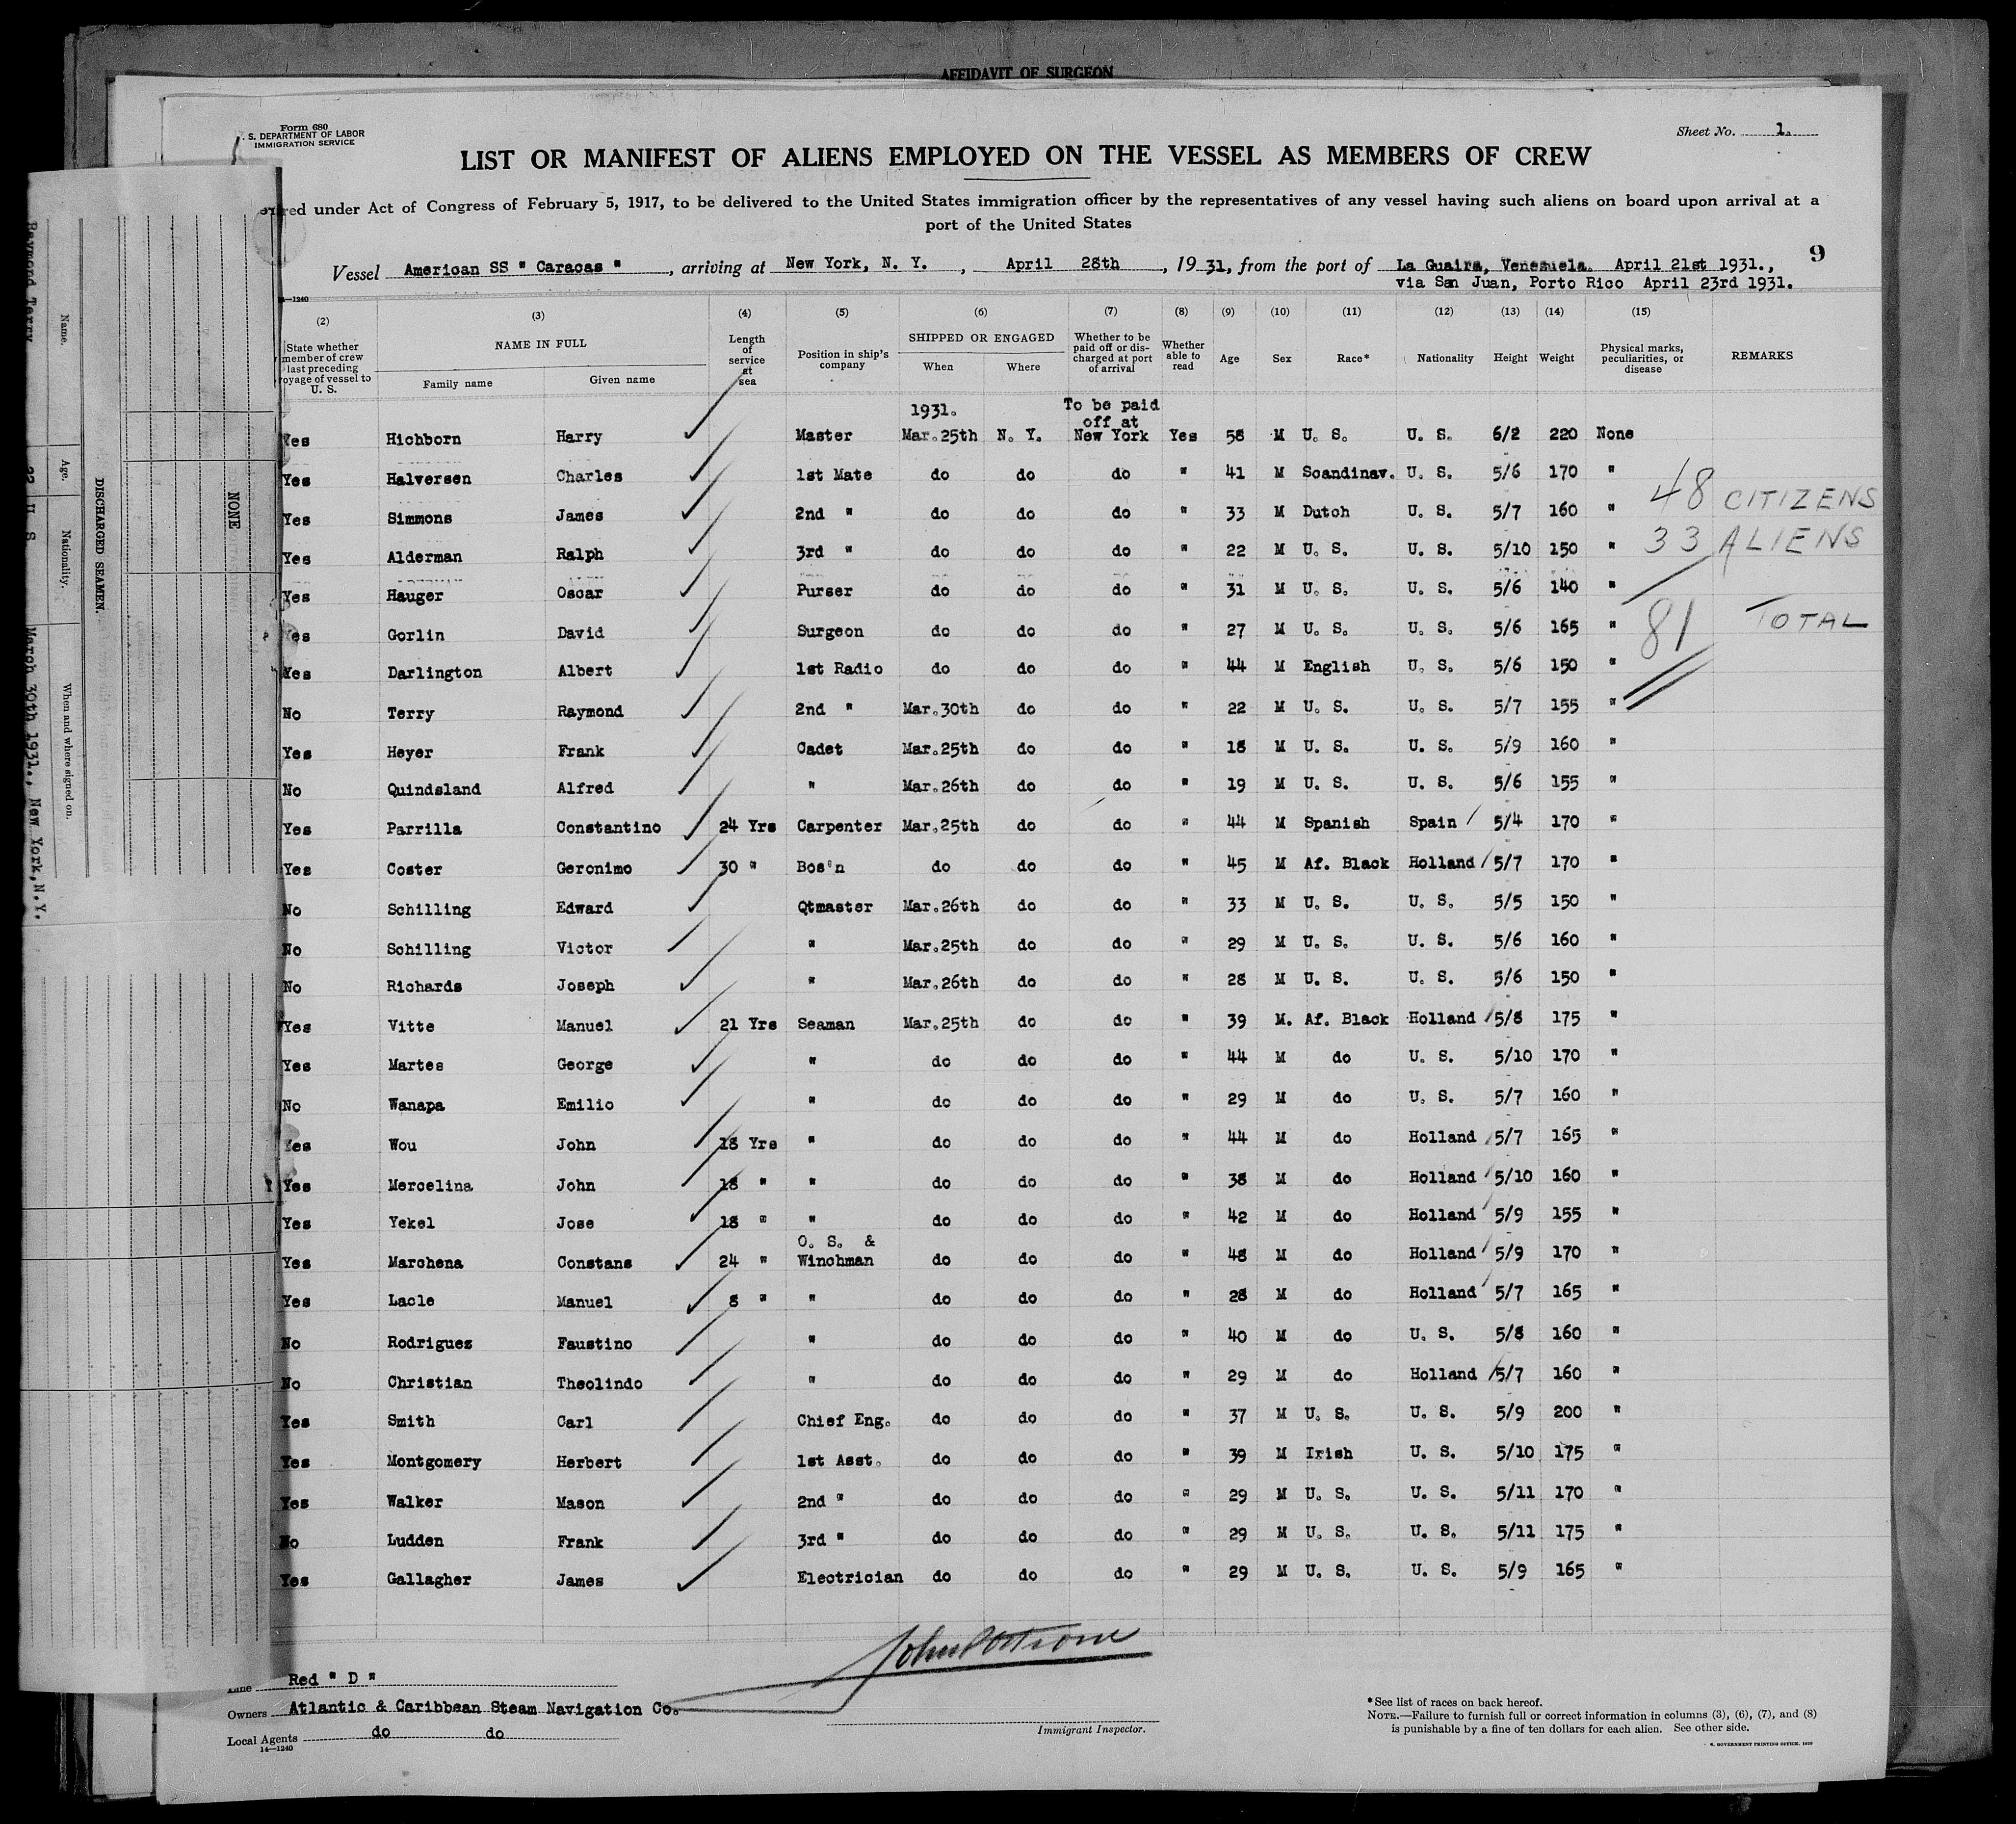 AFFIDAVIT OF SURGEON
Form 680
S. DEPARTMENT OF LABOR
IMMIGRATION SERVICE
Sheet No. 1.
LIST OR MANIFEST OF ALIENS EMPLOYED ON THE VESSEL AS MEMBERS OF CREW
red under Act of Congress of February 5, 1917, to be delivered to the United States immigration officer by the representatives of any vessel having such aliens on board upon arrival at a
port of the United States
9
Vessel American SS " Caracas ", arriving at New York, N. Y., April 28th, 1931, from the port of La Guaira, Venezuela. April 21st 1931.,
via San Juan, Porto Rico April 23rd 1931.
—1240
(2) (3) (4) (5) (6) (7) (8) (9) (10) (11) (12) (13) (14) (15)
State whether member of crew last preceding voyage of vessel to U. S.
NAME IN FULL
Family name Given name
Length of service at sea
Position in ship's company
SHIPPED OR ENGAGED
When Where
Whether to be paid off or discharged at port of arrival
Whether able to read
Age Sex Race* Nationality Height Weight
Physical marks, peculiarities, or disease
REMARKS
1931. To be paid
off at
Yes Hichborn Harry Master Mar.25th N. Y. New York Yes 58 M U. S. U. S. 6/2 220 None
Yes Halversen Charles 1st Mate do do do " 41 M Scandinav. U. S. 5/6 170 "
Yes Simmons James 2nd " do do do " 33 M Dutch U. S. 5/7 160 "
Yes Alderman Ralph 3rd " do do do " 22 M U. S. U. S. 5/10 150 "
Yes Hauger Oscar Purser do do do " 31 M U. S. U. S. 5/6 140 "
Yes Gorlin David Surgeon do do do " 27 M U. S. U. S. 5/6 165 "
Yes Darlington Albert 1st Radio do do do " 44 M English U. S. 5/6 150 "
No Terry Raymond 2nd " Mar.30th do do " 22 M U. S. U. S. 5/7 155 "
Yes Heyer Frank Cadet Mar.25th do do " 18 M U. S. U. S. 5/9 160 "
No Quindsland Alfred " Mar.26th do do " 19 M U. S. U. S. 5/6 155 "
Yes Parrilla Constantino 24 Yrs Carpenter Mar.25th do do " 44 M Spanish Spain 5/4 170 "
Yes Coster Geronimo 30 " Bos'n do do do " 45 M Af. Black Holland 5/7 170 "
No Schilling Edward Qtmaster Mar.26th do do " 33 M U. S. U. S. 5/5 150 "
No Schilling Victor " Mar.25th do do " 29 M U. S. U. S. 5/6 160 "
No Richards Joseph " Mar.26th do do " 28 M U. S. U. S. 5/6 150 "
Yes Vitte Manuel 21 Yrs Seaman Mar.25th do do " 39 M. Af. Black Holland 5/8 175 "
Yes Martes George " do do do " 44 M do U. S. 5/10 170 "
No Wanapa Emilio " do do do " 29 M do U. S. 5/7 160 "
Yes Wou John 18 Yrs " do do do " 44 M do Holland 5/7 165 "
Yes Mercelina John 18 " " do do do " 38 M do Holland 5/10 160 "
Yes Yekel Jose 18 " " do do do " 42 M do Holland 5/9 155 "
O. S. &
Yes Marchena Constans 24 " Winchman do do do " 48 M do Holland 5/9 170 "
Yes Lacle Manuel 8 " " do do do " 28 M do Holland 5/7 165 "
No Rodriguez Faustino " do do do " 40 M do U. S. 5/8 160 "
No Christian Theolindo " do do do " 29 M do Holland 5/7 160 "
Yes Smith Carl Chief Eng. do do do " 37 M U. S. U. S. 5/9 200 "
Yes Montgomery Herbert 1st Asst. do do do " 39 M Irish U. S. 5/10 175 "
Yes Walker Mason 2nd " do do do " 29 M U. S. U. S. 5/11 170 "
No Ludden Frank 3rd " do do do " 29 M U. S. U. S. 5/11 175 "
Yes Gallagher James Electrician do do do " 29 M U. S. U. S. 5/9 165 "
48 CITIZENS
33 ALIENS
81 TOTAL
Line Red " D "
Owners Atlantic & Caribbean Steam Navigation Co.
Local Agents do do
14—1240
Immigrant Inspector.
*See list of races on back hereof.
NOTE.—Failure to furnish full or correct information in columns (3), (6), (7), and (8)
is punishable by a fine of ten dollars for each alien. See other side.
GOVERNMENT PRINTING OFFICE
DISCHARGED SEAMEN.
Name. Age. Nationality. When and where signed on.
Raymond Terry 22 U S March 30th 1931., New York, N.Y.
NONE